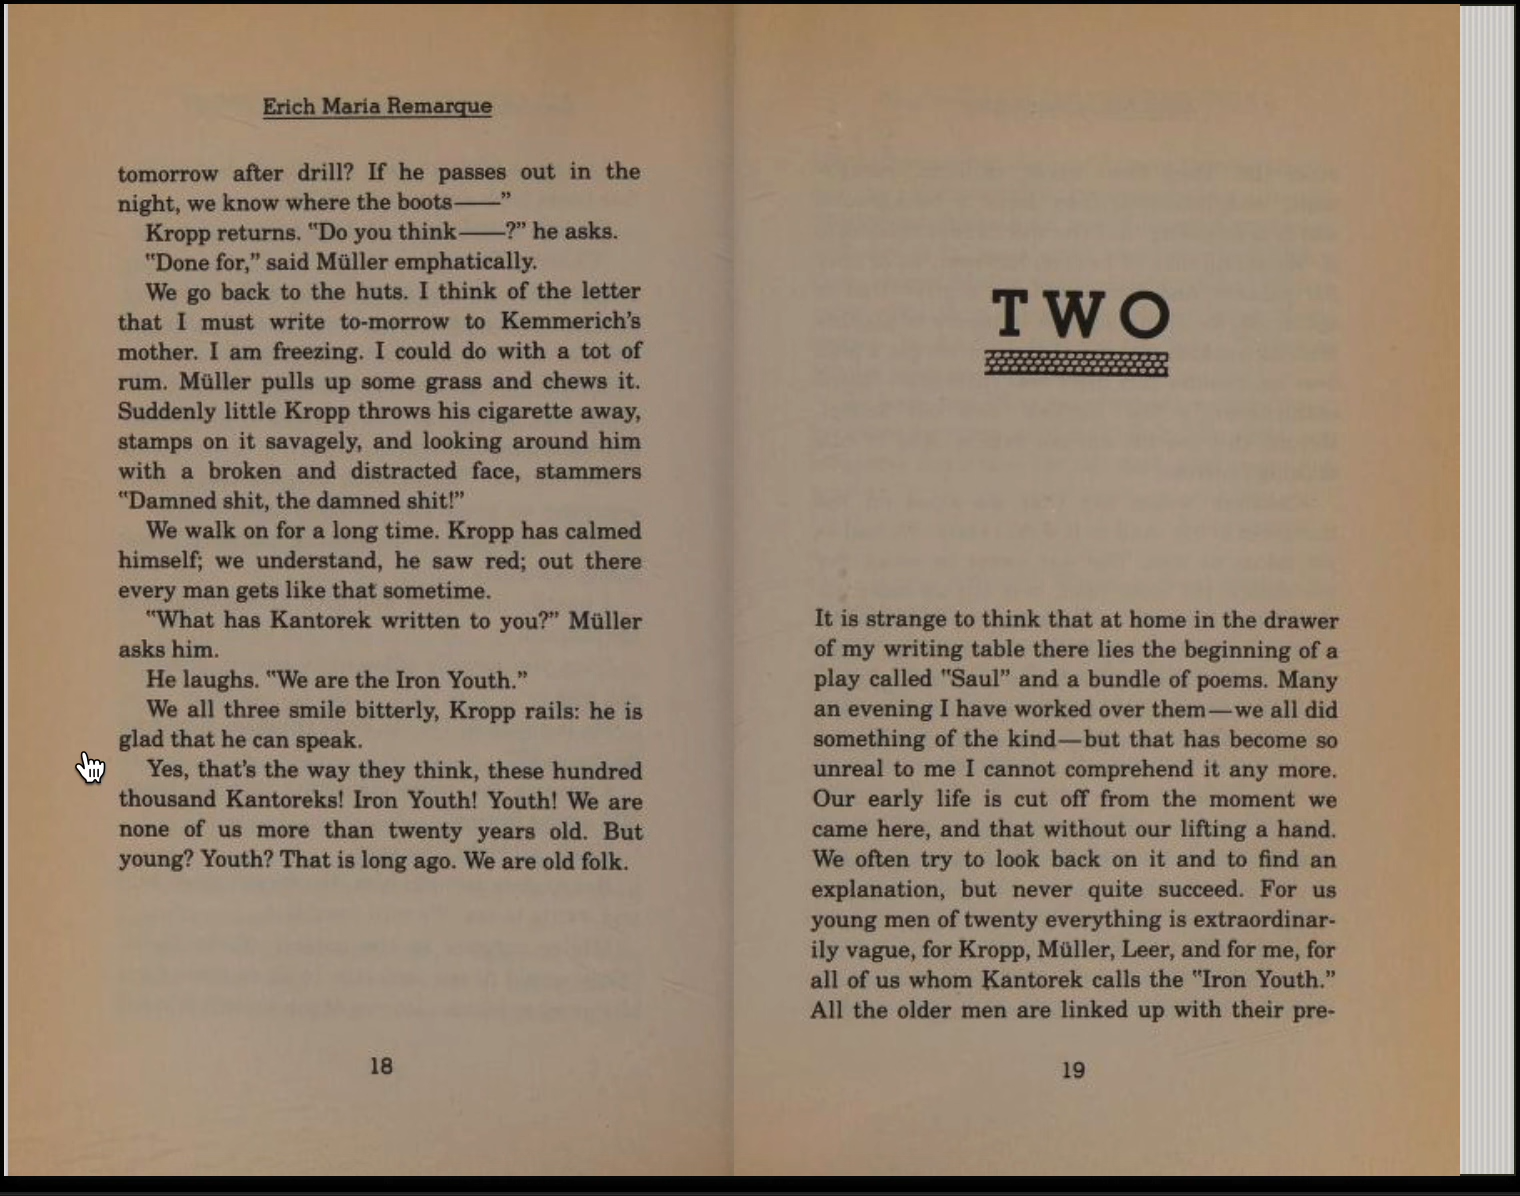 Erich Maria Remarque
tomorrow after drill? If he passes out in the
night, we know where the boots——”
Kropp returns. “Do you think——?” he asks.
“Done for,” said Müller emphatically.
We go back to the huts. I think of the letter
that I must write to-morrow to Kemmerich’s
mother. I am freezing. I could do with a tot of
rum. Müller pulls up some grass and chews it.
Suddenly little Kropp throws his cigarette away,
stamps on it savagely, and looking around him
with a broken and distracted face, stammers
“Damned shit, the damned shit!”
We walk on for a long time. Kropp has calmed
himself; we understand, he saw red; out there
every man gets like that sometime.
“What has Kantorek written to you?” Müller
asks him.
He laughs. “We are the Iron Youth.”
We all three smile bitterly, Kropp rails: he is
glad that he can speak.
Yes, that’s the way they think, these hundred
thousand Kantoreks! Iron Youth! Youth! We are
none of us more than twenty years old. But
young? Youth? That is long ago. We are old folk.
18
TWO
It is strange to think that at home in the drawer
of my writing table there lies the beginning of a
play called “Saul” and a bundle of poems. Many
an evening I have worked over them—we all did
something of the kind—but that has become so
unreal to me I cannot comprehend it any more.
Our early life is cut off from the moment we
came here, and that without our lifting a hand.
We often try to look back on it and to find an
explanation, but never quite succeed. For us
young men of twenty everything is extraordinar-
ily vague, for Kropp, Müller, Leer, and for me, for
all of us whom Kantorek calls the “Iron Youth.”
All the older men are linked up with their pre-
19